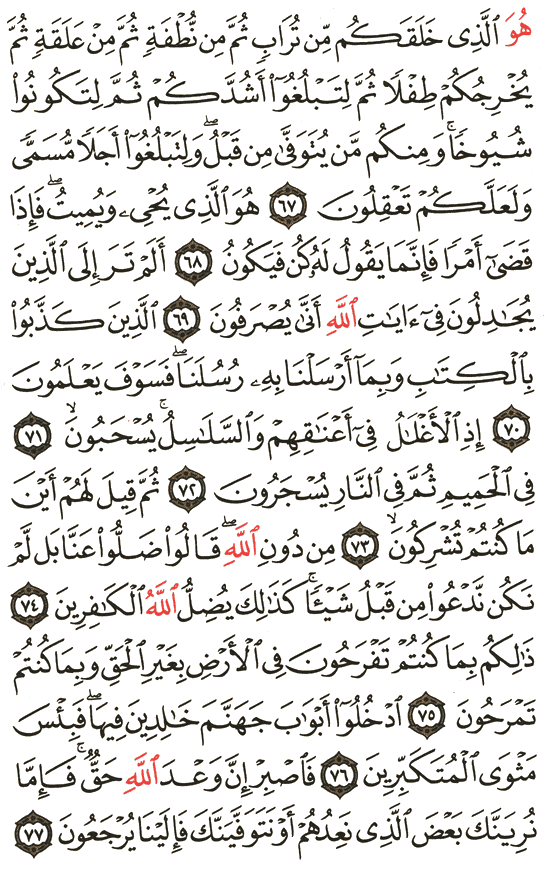 هُوَ ٱلَّذِى خَلَقَكُم مِّن تُرَابٍ ثُمَّ مِن نُّطْفَةٍ ثُمَّ مِنْ عَلَقَةٍ ثُمَّ
يُخْرِجُكُمْ طِفْلًا ثُمَّ لِتَبْلُغُوٓا۟ أَشُدَّكُمْ ثُمَّ لِتَكُونُوا۟
شُيُوخًا ۚ وَمِنكُم مَّن يُتَوَفَّىٰ مِن قَبْلُ ۖ وَلِتَبْلُغُوٓا۟ أَجَلًا مُّسَمًّى
وَلَعَلَّكُمْ تَعْقِلُونَ ٦٧ هُوَ ٱلَّذِى يُحْىِۦ وَيُمِيتُ ۖ فَإِذَا
قَضَىٰٓ أَمْرًا فَإِنَّمَا يَقُولُ لَهُۥ كُن فَيَكُونُ ٦٨ أَلَمْ تَرَ إِلَى ٱلَّذِينَ
يُجَٰدِلُونَ فِىٓ ءَايَٰتِ ٱللَّهِ أَنَّىٰ يُصْرَفُونَ ٦٩ ٱلَّذِينَ كَذَّبُوا۟
بِٱلْكِتَٰبِ وَبِمَآ أَرْسَلْنَا بِهِۦ رُسُلَنَا ۖ فَسَوْفَ يَعْلَمُونَ
٧٠ إِذِ ٱلْأَغْلَٰلُ فِىٓ أَعْنَٰقِهِمْ وَٱلسَّلَٰسِلُ يُسْحَبُونَ ٧١
فِى ٱلْحَمِيمِ ثُمَّ فِى ٱلنَّارِ يُسْجَرُونَ ٧٢ ثُمَّ قِيلَ لَهُمْ أَيْنَ
مَا كُنتُمْ تُشْرِكُونَ ٧٣ مِن دُونِ ٱللَّهِ ۖ قَالُوا۟ ضَلُّوا۟ عَنَّا بَل لَّمْ
نَكُن نَّدْعُوا۟ مِن قَبْلُ شَيْـًٔا ۚ كَذَٰلِكَ يُضِلُّ ٱللَّهُ ٱلْكَٰفِرِينَ ٧٤
ذَٰلِكُم بِمَا كُنتُمْ تَفْرَحُونَ فِى ٱلْأَرْضِ بِغَيْرِ ٱلْحَقِّ وَبِمَا كُنتُمْ
تَمْرَحُونَ ٧٥ ٱدْخُلُوٓا۟ أَبْوَٰبَ جَهَنَّمَ خَٰلِدِينَ فِيهَا ۖ فَبِئْسَ
مَثْوَى ٱلْمُتَكَبِّرِينَ ٧٦ فَٱصْبِرْ إِنَّ وَعْدَ ٱللَّهِ حَقٌّ ۚ فَإِمَّا
نُرِيَنَّكَ بَعْضَ ٱلَّذِى نَعِدُهُمْ أَوْ نَتَوَفَّيَنَّكَ فَإِلَيْنَا يُرْجَعُونَ ٧٧